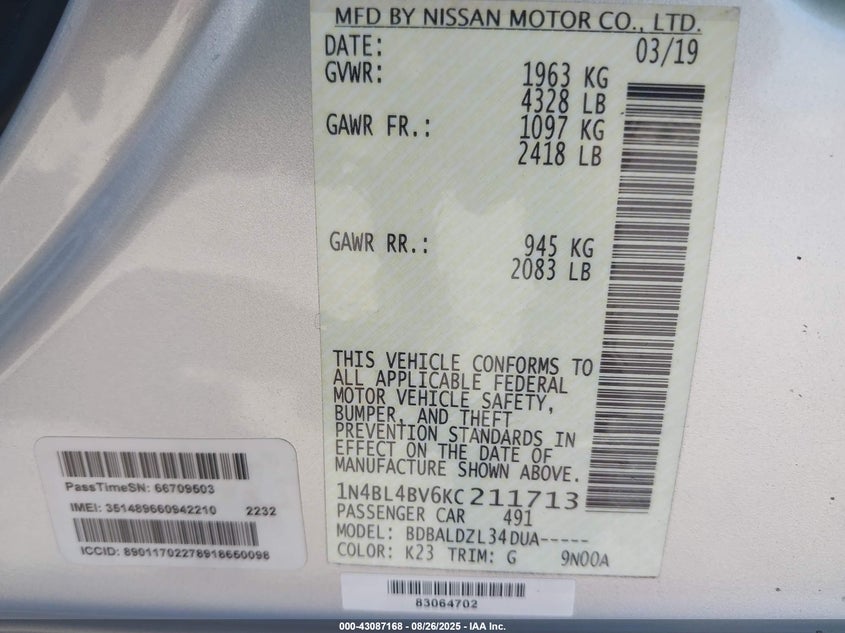 MFD BY NISSAN MOTOR CO., LTD.
DATE: 03/19
GVWR: 1963 KG
4328 LB
GAWR FR.: 1097 KG
2418 LB
GAWR RR.: 945 KG
2083 LB
THIS VEHICLE CONFORMS TO
ALL APPLICABLE FEDERAL
MOTOR VEHICLE SAFETY,
BUMPER, AND THEFT
PREVENTION STANDARDS IN
EFFECT ON THE DATE OF
MANUFACTURE SHOWN ABOVE.
1N4BL4BV6KC211713
PASSENGER CAR 491
MODEL: BDBALDZL34DUA-----
COLOR: K23 TRIM: G 9N00A
PassTimeSN: 66709603
IMEI: 351489660942210 2232
ICCID: 89011702278918650098
83064702
000-43087168 - 08/26/2025 - IAA Inc.